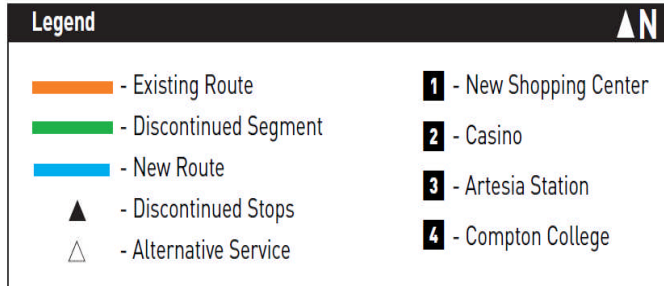 Legend N
- Existing Route
- Discontinued Segment
- New Route
- Discontinued Stops
- Alternative Service
1 - New Shopping Center
2 - Casino
3 - Artesia Station
4 - Compton College